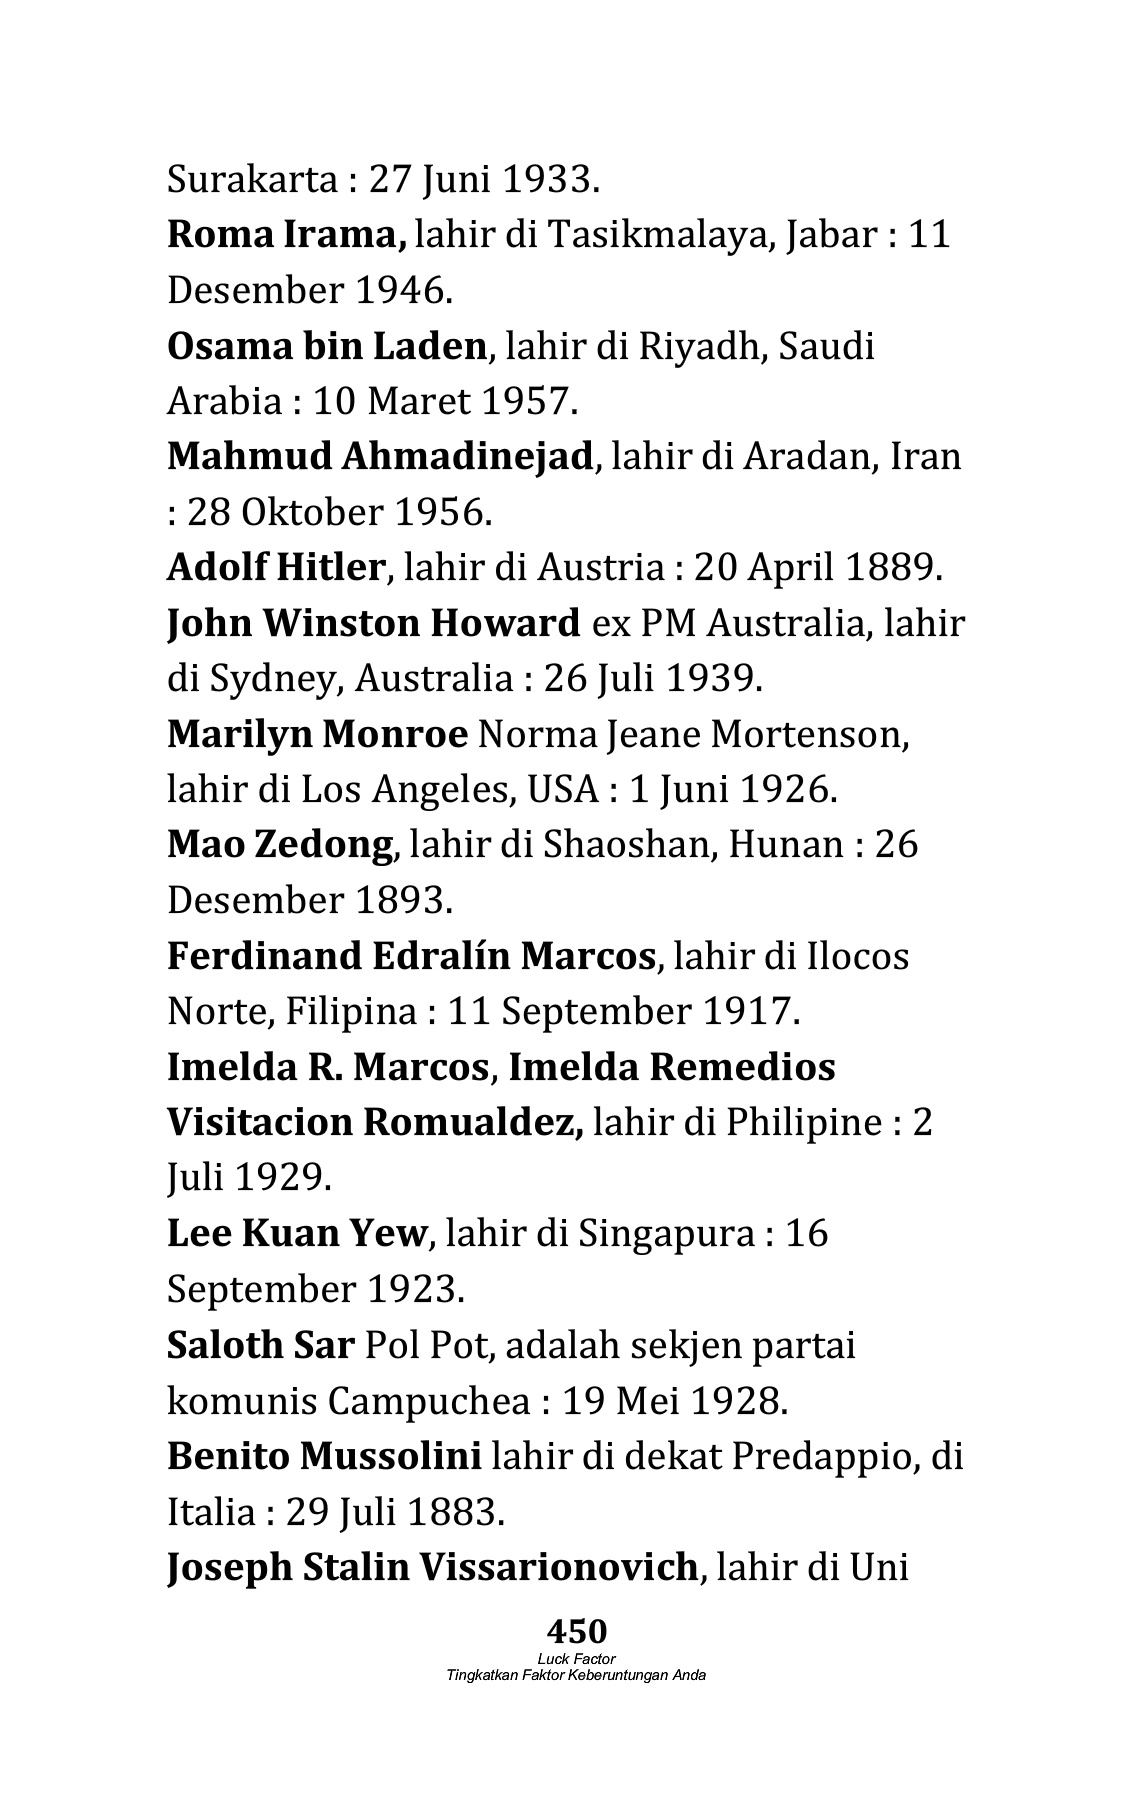 Surakarta : 27 Juni 1933.
Roma Irama, lahir di Tasikmalaya, Jabar : 11
Desember 1946.
Osama bin Laden, lahir di Riyadh, Saudi
Arabia : 10 Maret 1957.
Mahmud Ahmadinejad, lahir di Aradan, Iran
: 28 Oktober 1956.
Adolf Hitler, lahir di Austria : 20 April 1889.
John Winston Howard ex PM Australia, lahir
di Sydney, Australia : 26 Juli 1939.
Marilyn Monroe Norma Jeane Mortenson,
lahir di Los Angeles, USA : 1 Juni 1926.
Mao Zedong, lahir di Shaoshan, Hunan : 26
Desember 1893.
Ferdinand Edralín Marcos, lahir di Ilocos
Norte, Filipina : 11 September 1917.
Imelda R. Marcos, Imelda Remedios
Visitacion Romualdez, lahir di Philipine : 2
Juli 1929.
Lee Kuan Yew, lahir di Singapura : 16
September 1923.
Saloth Sar Pol Pot, adalah sekjen partai
komunis Campuchea : 19 Mei 1928.
Benito Mussolini lahir di dekat Predappio, di
Italia : 29 Juli 1883.
Joseph Stalin Vissarionovich, lahir di Uni
450
Luck Factor
Tingkatkan Faktor Keberuntungan Anda